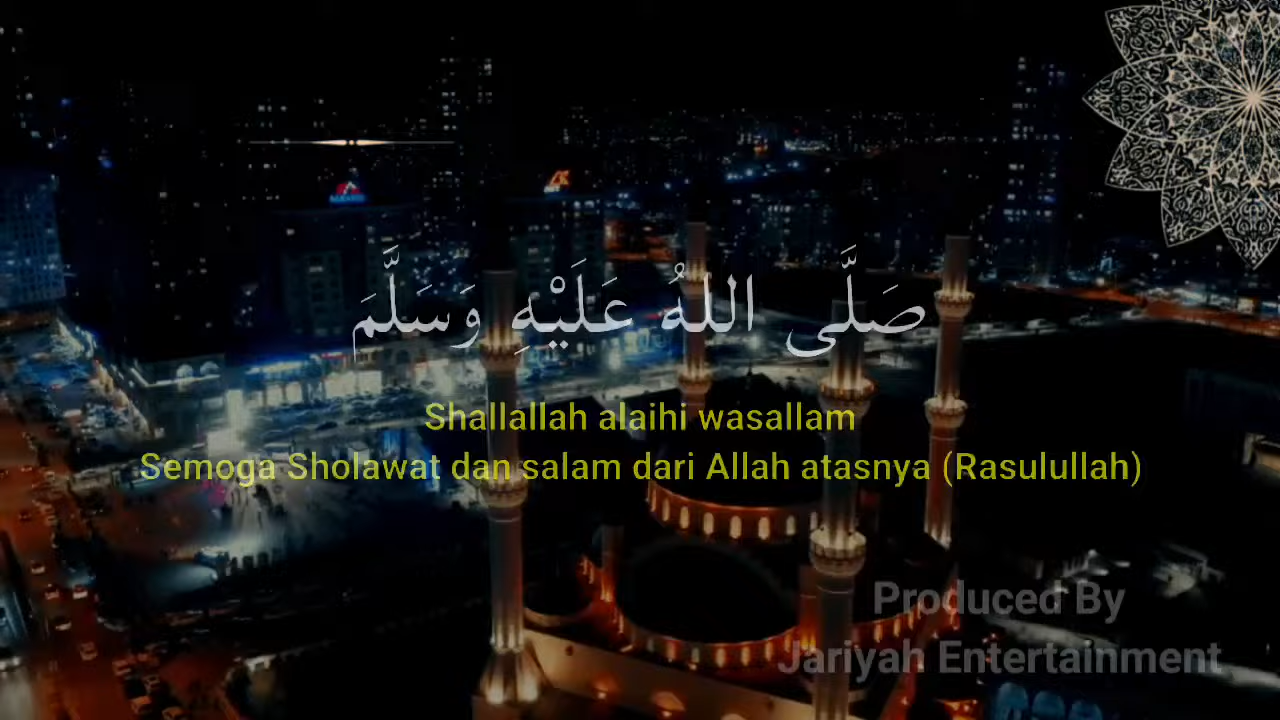 صَلَّى اللهُ عَلَيْهِ وَسَلَّمَ
Shallallah alaihi wasallam
Semoga Sholawat dan salam dari Allah atasnya (Rasulullah)
Produced By
Jariyah Entertainment